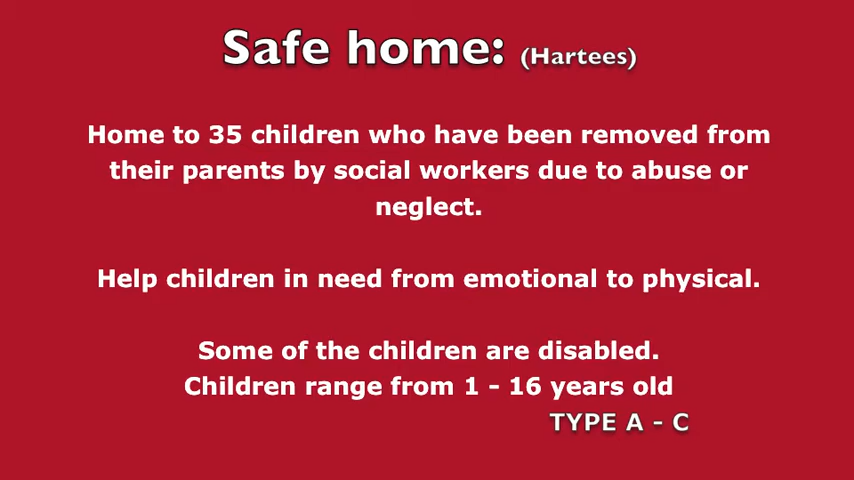 Safe home: (Hartees)
Home to 35 children who have been removed from
their parents by social workers due to abuse or
neglect.
Help children in need from emotional to physical.
Some of the children are disabled.
Children range from 1 - 16 years old
TYPE A - C